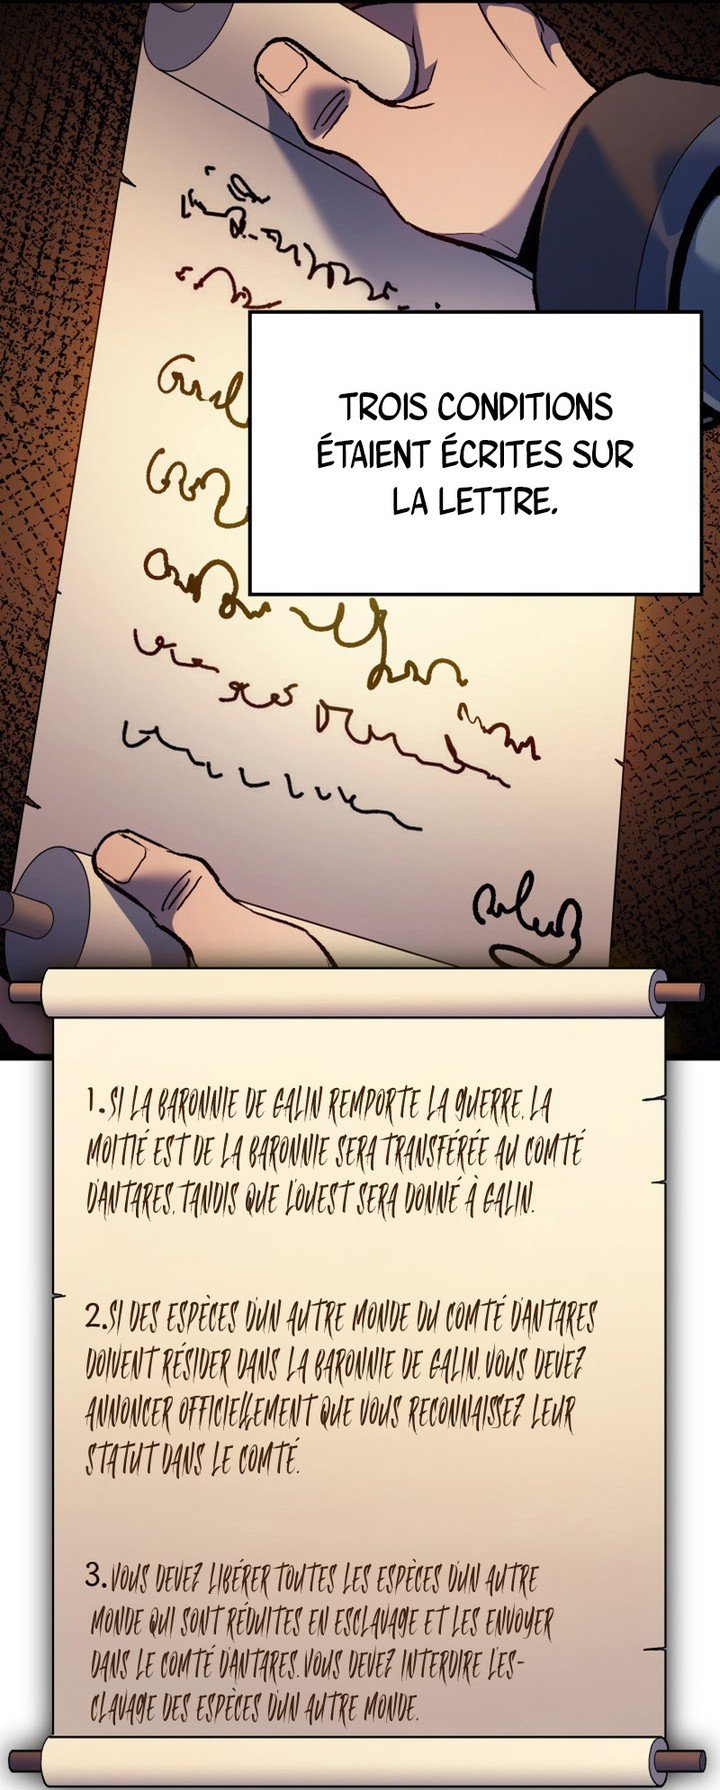 TROIS CONDITIONS
ÉTAIENT ÉCRITES SUR
LA LETTRE.
1. SI LA BARONNIE DE GALIN REMPORTE LA GUERRE, LA
MOITIÉ EST DE LA BARONNIE SERA TRANSFÉRÉE AU COMTÉ
D'ANTARES, TANDIS QUE L'OUEST SERA DONNÉ À GALIN.
2. SI DES ESPÈCES D'UN AUTRE MONDE DU COMTÉ D'ANTARES
DOIVENT RÉSIDER DANS LA BARONNIE DE GALIN, VOUS DEVEZ
ANNONCER OFFICIELLEMENT QUE VOUS RECONNAISSEZ LEUR
STATUT DANS LE COMTÉ.
3. VOUS DEVEZ LIBÉRER TOUTES LES ESPÈCES D'UN AUTRE
MONDE QUI SONT RÉDUITES EN ESCLAVAGE ET LES ENVOYER
DANS LE COMTÉ D'ANTARES. VOUS DEVEZ INTERDIRE L'ES-
CLAVAGE DES ESPÈCES D'UN AUTRE MONDE.